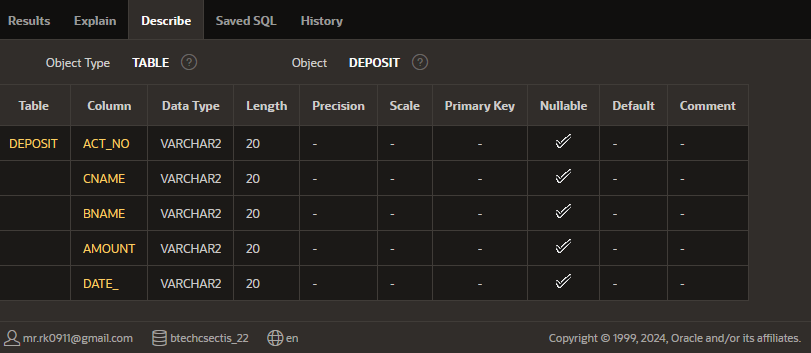 Results Explain Describe Saved SQL History
Object Type TABLE ? Object DEPOSIT ?
Table Column Data Type Length Precision Scale Primary Key Nullable Default Comment
DEPOSIT ACT_NO VARCHAR2 20 - - - - -
CNAME VARCHAR2 20 - - - - -
BNAME VARCHAR2 20 - - - - -
AMOUNT VARCHAR2 20 - - - - -
DATE_ VARCHAR2 20 - - - - -
mr.rk0911@gmail.com btechcsectis_22 en Copyright © 1999, 2024, Oracle and/or its affiliates.